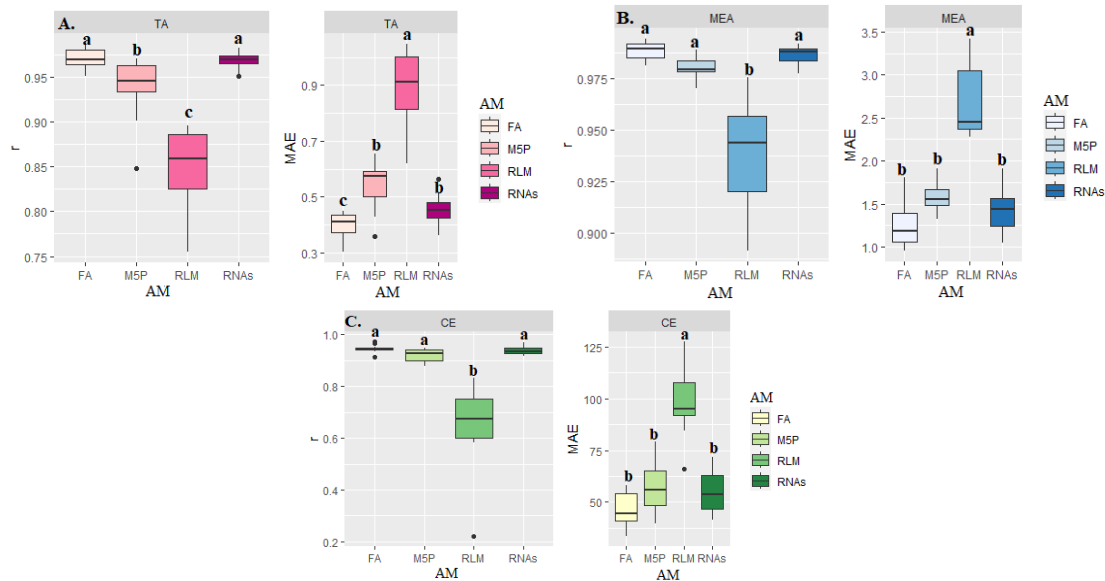 A. TA
a b c a
0.95
0.90
0.85
0.80
0.75
r
FA M5P RLM RNAs
AM
TA
c b a b
0.9
0.7
0.5
0.3
MAE
FA M5P RLM RNAs
AM
AM
FA
M5P
RLM
RNAs
B. MEA
a a b a
0.975
0.950
0.925
0.900
r
FA M5P RLM RNAs
AM
MEA
b b a b
3.5
3.0
2.5
2.0
1.5
1.0
MAE
FA M5P RLM RNAs
AM
AM
FA
M5P
RLM
RNAs
C. CE
a a b a
1.0
0.8
0.6
0.4
0.2
r
FA M5P RLM RNAs
AM
CE
b b a b
125
100
75
50
MAE
FA M5P RLM RNAs
AM
AM
FA
M5P
RLM
RNAs